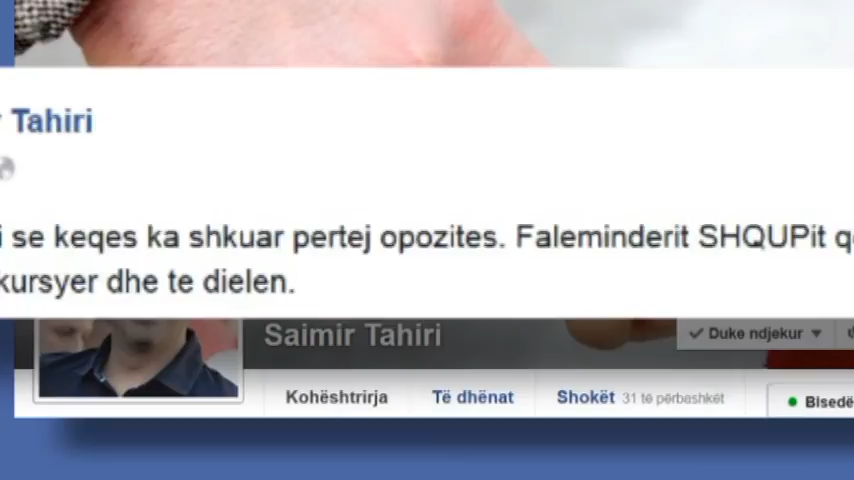 Tahiri
se keqes ka shkuar pertej opozites. Faleminderit SHQUPit
kursyer dhe te dielen.
Saimir Tahiri
Duke ndjekur
Kohështrirja Të dhënat Shokët 31 të përbashkët